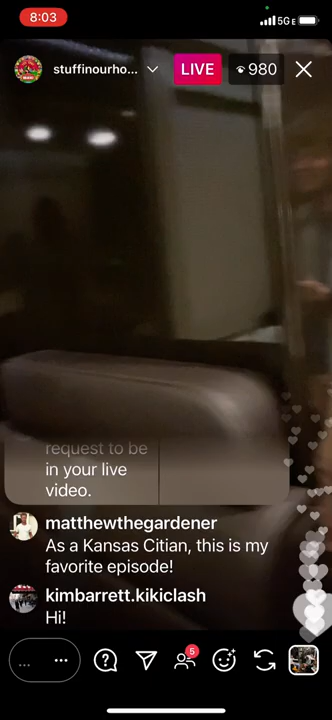 8:03
5GE
stuffinourho...
LIVE
980
request to be
in your live
video.
matthewthegardener
As a Kansas Citian, this is my
favorite episode!
kimbarrett.kikiclash
Hi!
...
5